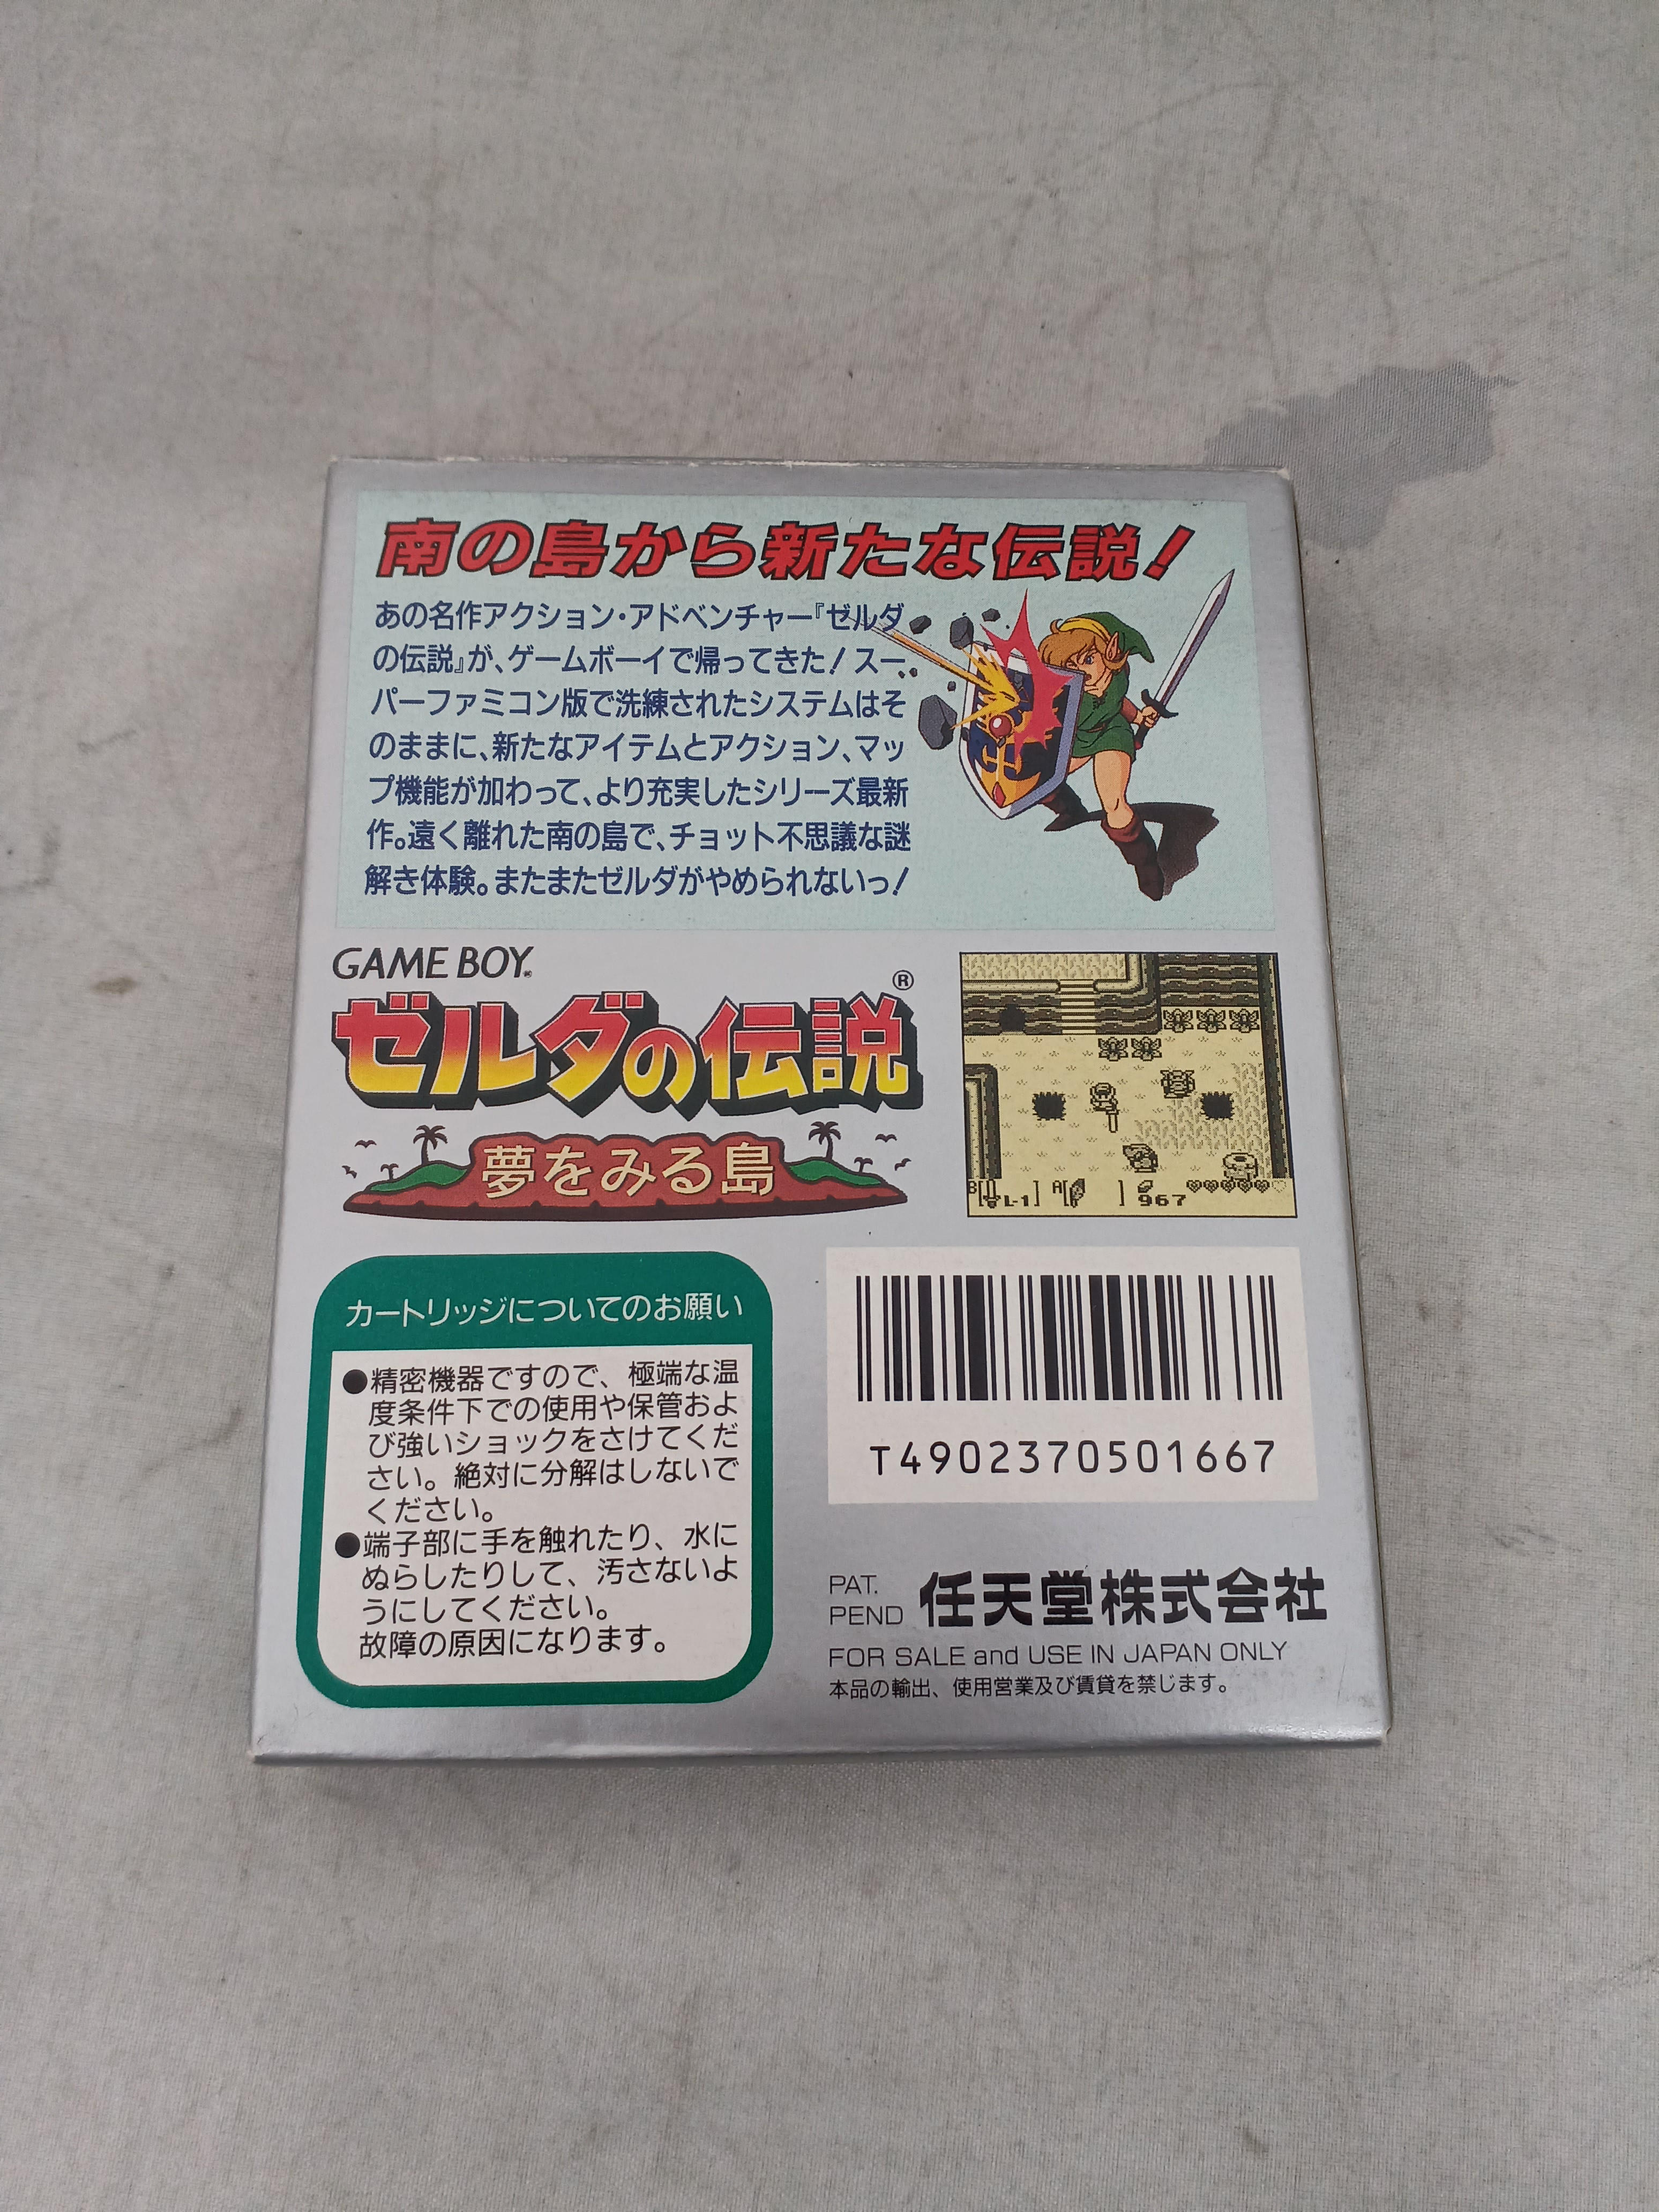 南の島から新たな伝説!
あの名作アクション・アドベンチャー『ゼルダ
の伝説』が、ゲームボーイで帰ってきた! スー
パーファミコン版で洗練されたシステムはそ
のままに、新たなアイテムとアクション、マッ
プ機能が加わって、より充実したシリーズ最新
作。遠く離れた南の島で、チョット不思議な謎
解き体験。またまたゼルダがやめられないっ!
GAME BOY
ゼルダの伝説®
夢をみる島
B[L-1] A[ ] 967
カートリッジについてのお願い
●精密機器ですので、極端な温
度条件下での使用や保管およ
び強いショックをさけてくだ
さい。絶対に分解はしないで
ください。
●端子部に手を触れたり、水に
ぬらしたりして、汚さないよ
うにしてください。
故障の原因になります。
T4902370501667
PAT.
PEND
任天堂株式会社
FOR SALE and USE IN JAPAN ONLY
本品の輸出、使用営業及び賃貸を禁じます。